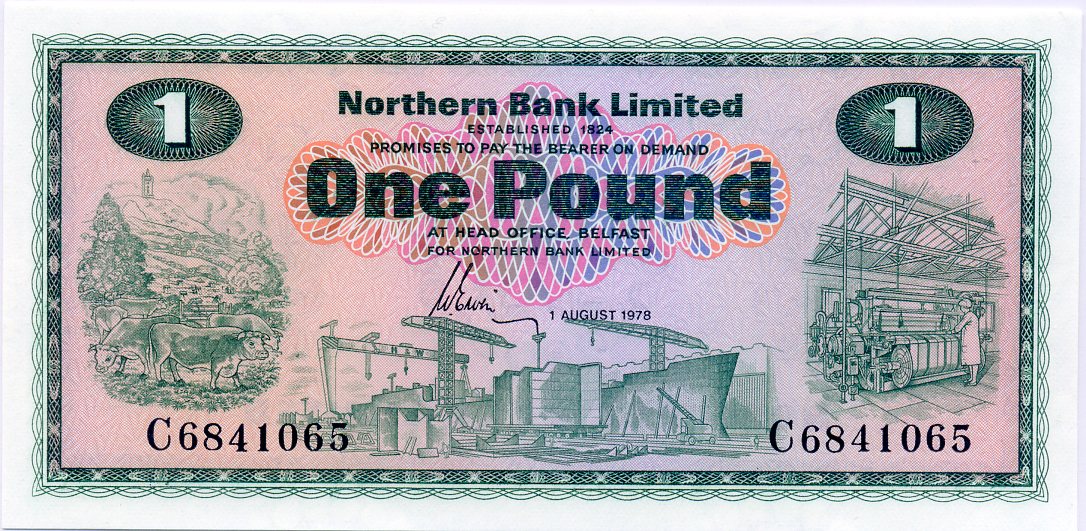 1
1
Northern Bank Limited
ESTABLISHED 1824
PROMISES TO PAY THE BEARER ON DEMAND
One Pound
AT HEAD OFFICE, BELFAST
FOR NORTHERN BANK LIMITED
1 AUGUST 1978
C6841065
C6841065